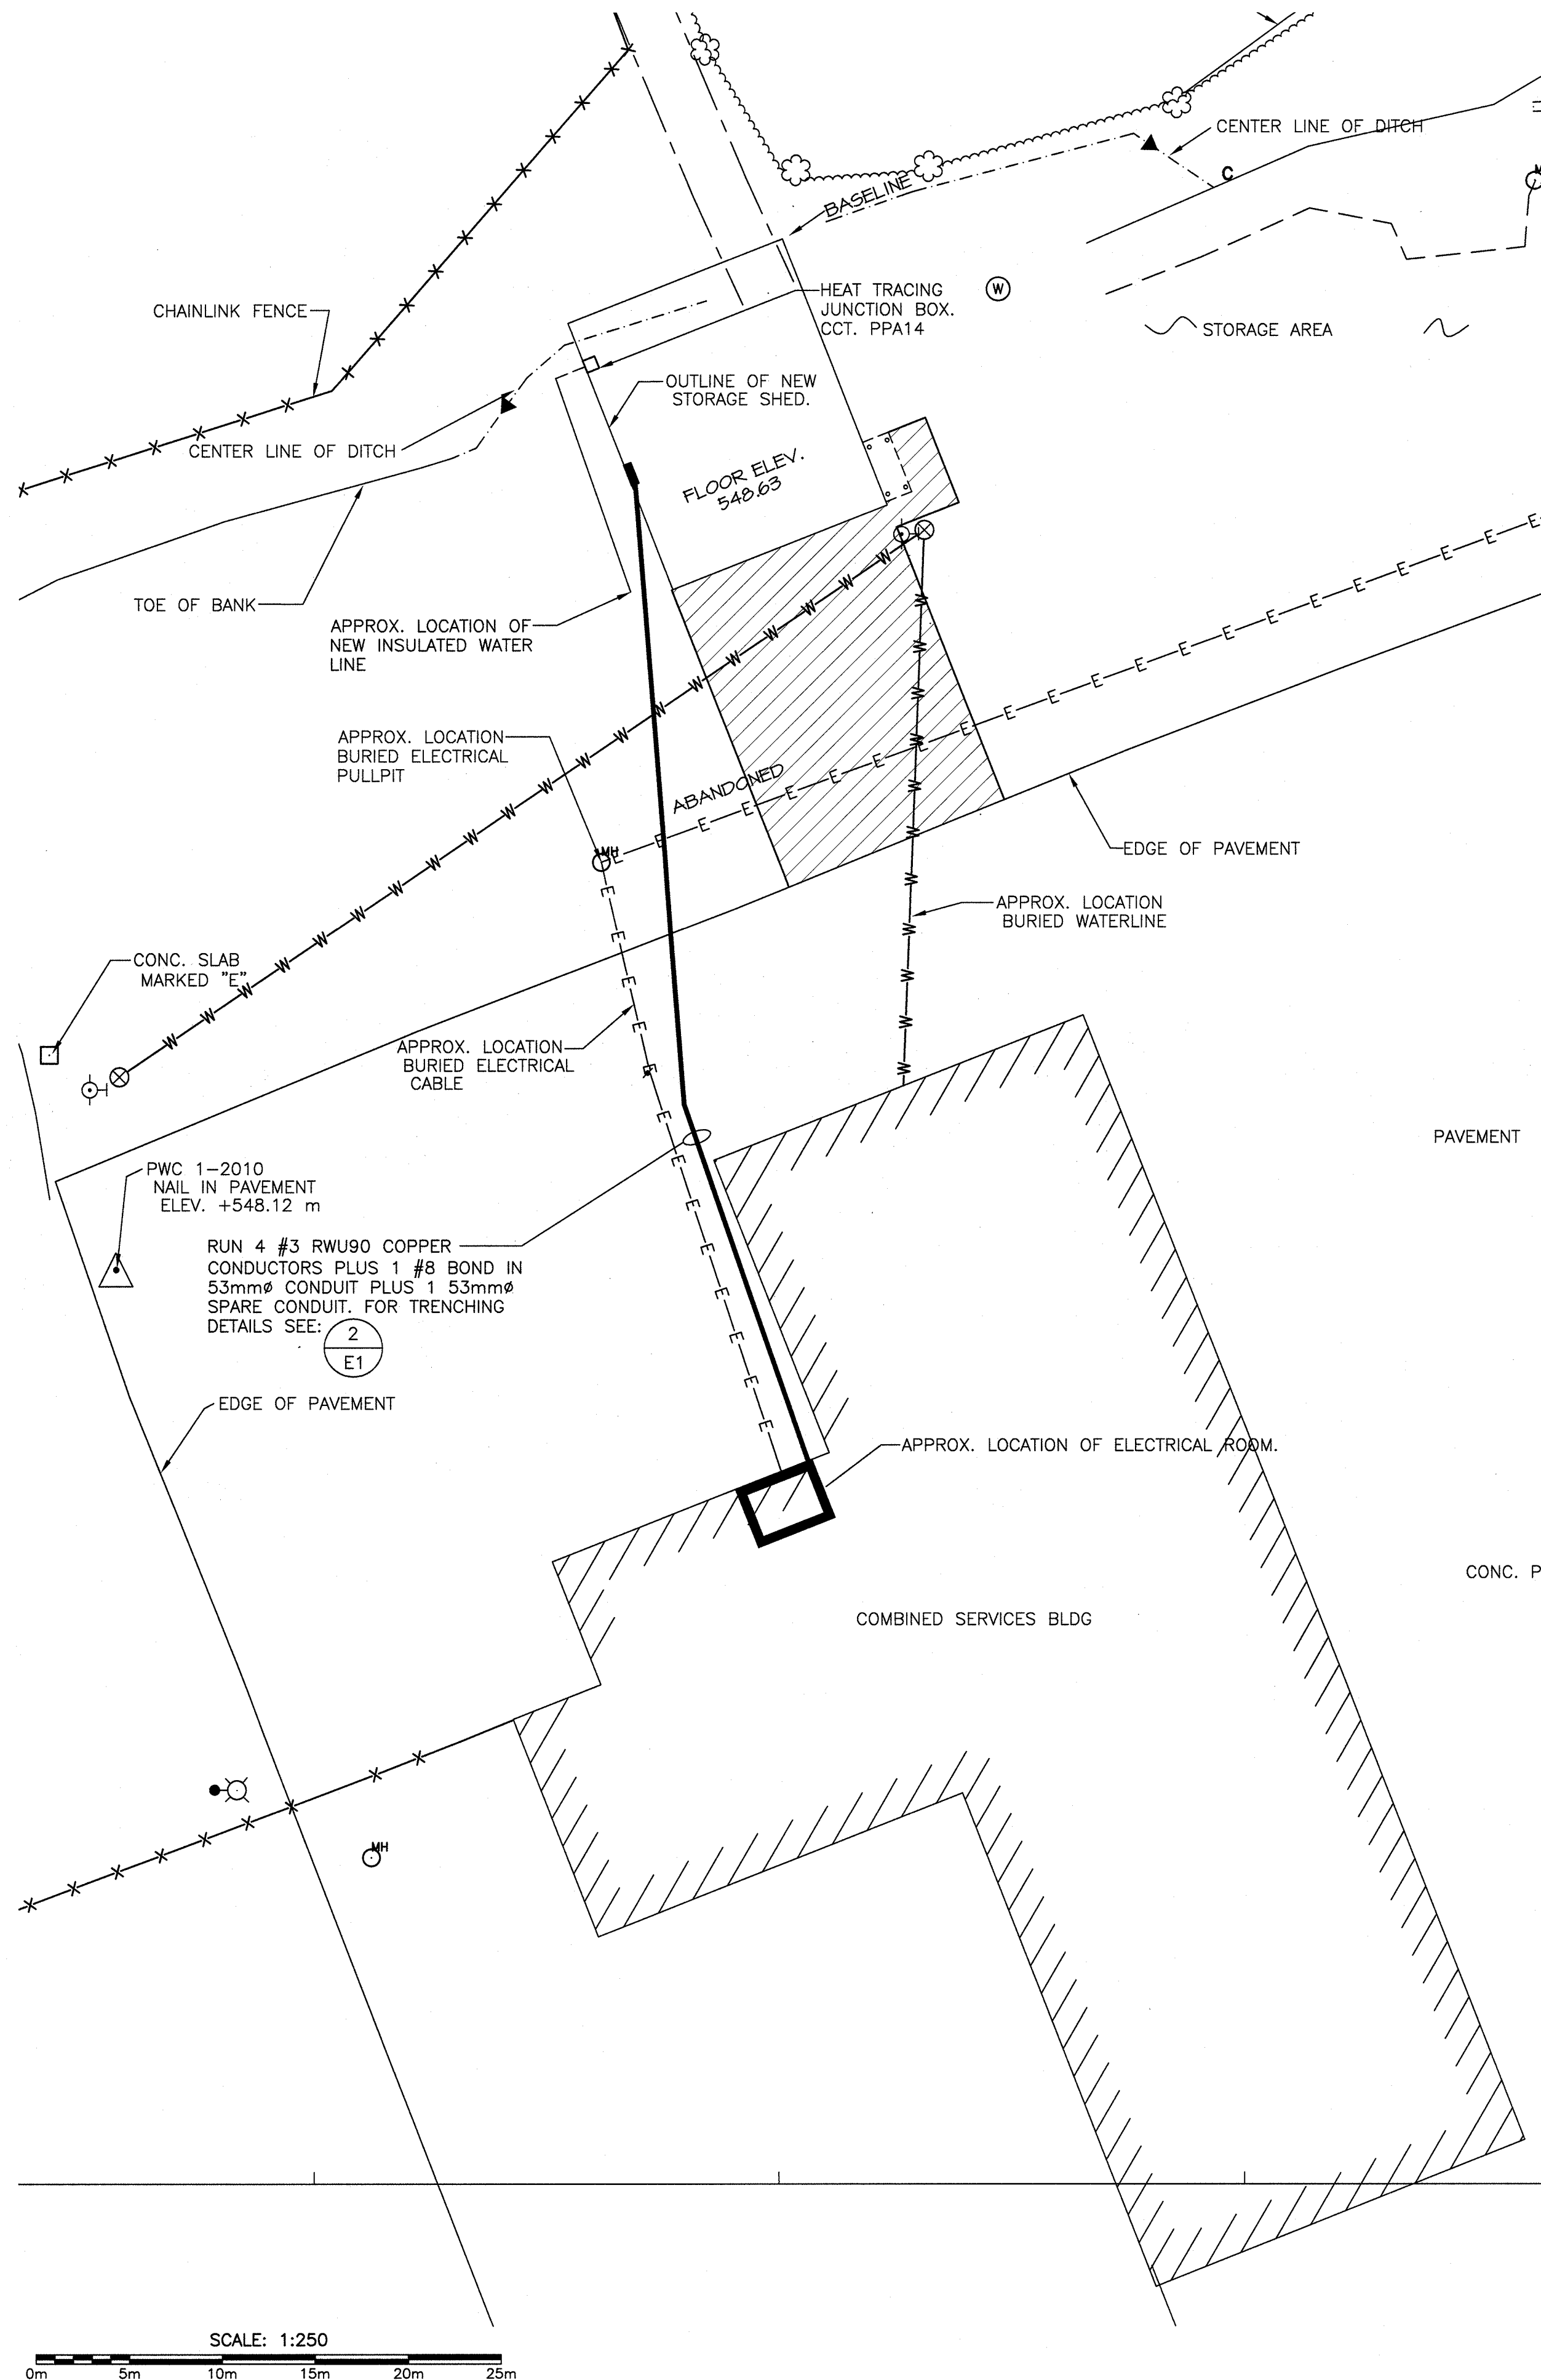 CENTER LINE OF DITCH
C
BASELINE
HEAT TRACING
JUNCTION BOX.
CCT. PPA14
W
CHAINLINK FENCE
STORAGE AREA
OUTLINE OF NEW
STORAGE SHED.
CENTER LINE OF DITCH
FLOOR ELEV.
548.63
TOE OF BANK
APPROX. LOCATION OF
NEW INSULATED WATER
LINE
APPROX. LOCATION
BURIED ELECTRICAL
PULLPIT
ABANDONED
MH
EDGE OF PAVEMENT
APPROX. LOCATION
BURIED WATERLINE
CONC. SLAB
MARKED "E"
APPROX. LOCATION
BURIED ELECTRICAL
CABLE
PAVEMENT
PWC 1-2010
NAIL IN PAVEMENT
ELEV. +548.12 m
RUN 4 #3 RWU90 COPPER
CONDUCTORS PLUS 1 #8 BOND IN
53mmø CONDUIT PLUS 1 53mmø
SPARE CONDUIT. FOR TRENCHING
DETAILS SEE:
2
E1
EDGE OF PAVEMENT
APPROX. LOCATION OF ELECTRICAL ROOM.
CONC. P
COMBINED SERVICES BLDG
MH
SCALE: 1:250
0m 5m 10m 15m 20m 25m